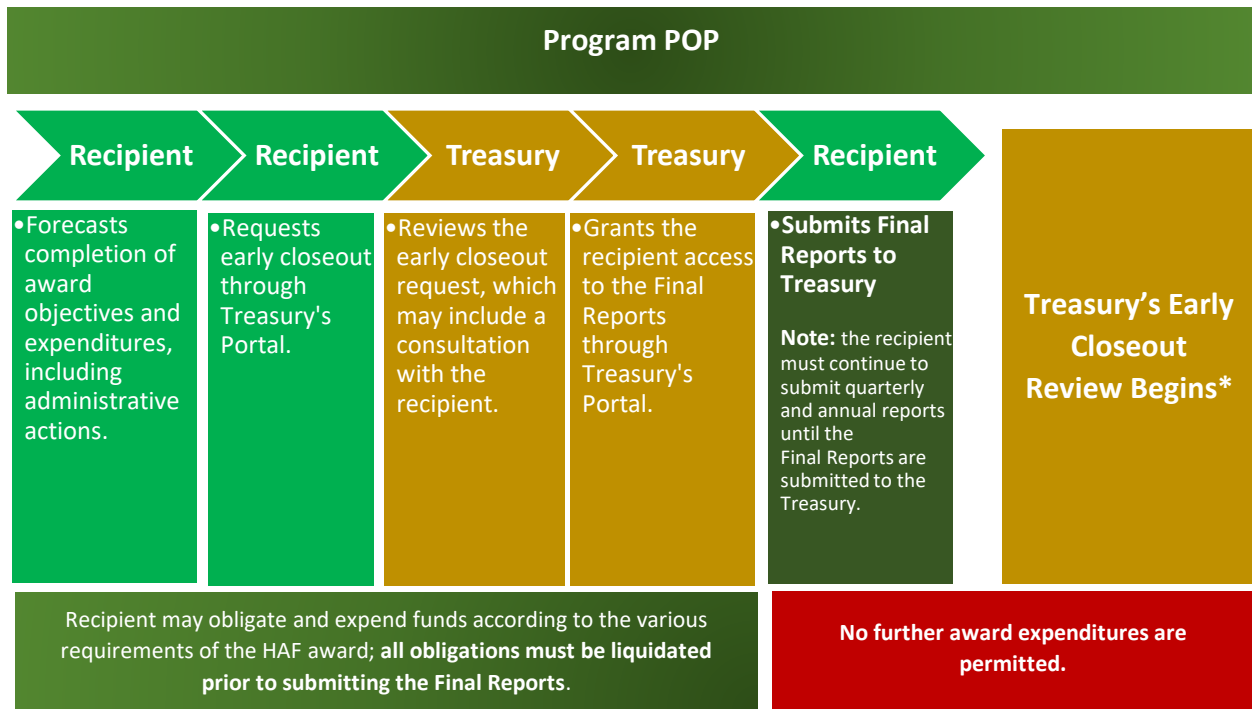 Program POP
Recipient
Recipient
Treasury
Treasury
Recipient
•Forecasts
completion of
award
objectives and
expenditures,
including
administrative
actions.
•Requests
early closeout
through
Treasury's
Portal.
•Reviews the
early closeout
request, which
may include a
consultation
with the
recipient.
•Grants the
recipient access
to the Final
Reports
through
Treasury's
Portal.
•Submits Final
Reports to
Treasury
Note: the recipient
must continue to
submit quarterly
and annual reports
until the
Final Reports are
submitted to the
Treasury.
Treasury’s Early
Closeout
Review Begins*
Recipient may obligate and expend funds according to the various
requirements of the HAF award; all obligations must be liquidated
prior to submitting the Final Reports.
No further award expenditures are
permitted.